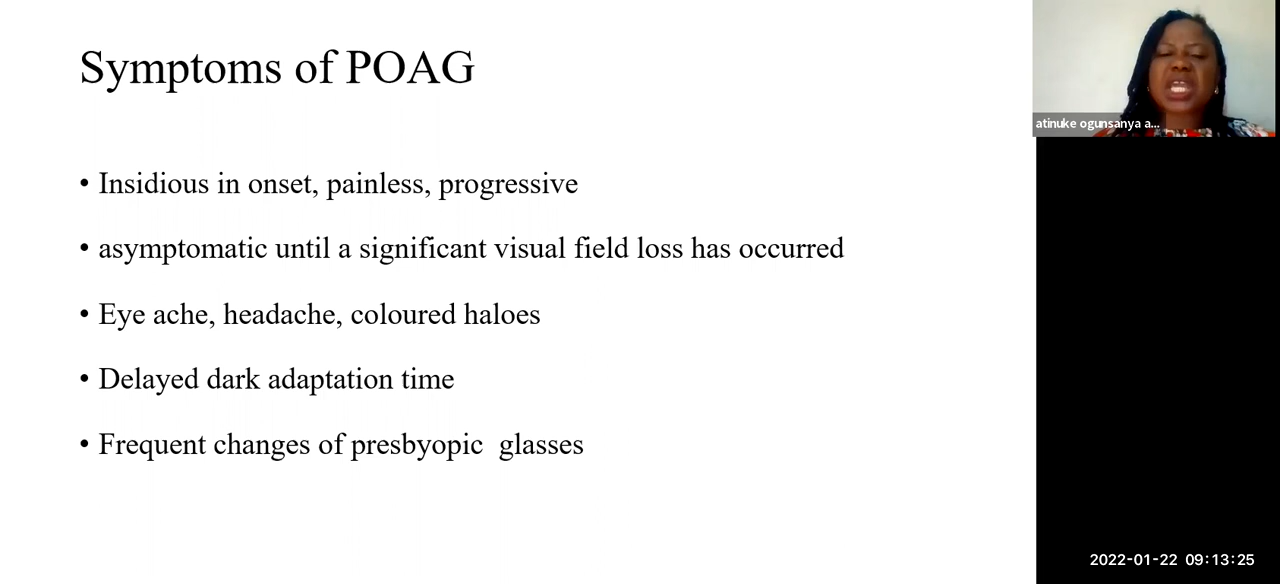 Symptoms of POAG
• Insidious in onset, painless, progressive
• asymptomatic until a significant visual field loss has occurred
• Eye ache, headache, coloured haloes
• Delayed dark adaptation time
• Frequent changes of presbyopic  glasses
atinuke ogunsanya a...
2022-01-22 09:13:25